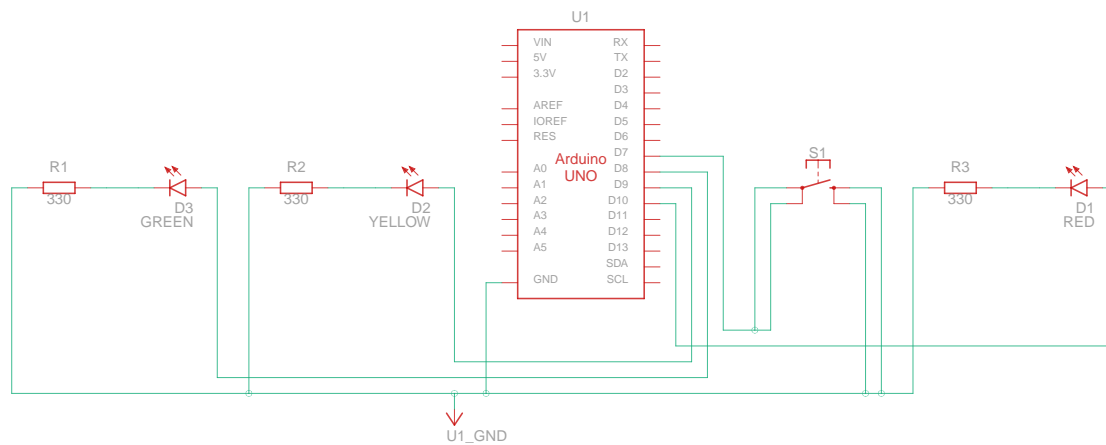 U1
VIN
5V
3.3V
AREF
IOREF
RES
A0
A1
A2
A3
A4
A5
GND
Arduino
UNO
RX
TX
D2
D3
D4
D5
D6
D7
D8
D9
D10
D11
D12
D13
SDA
SCL
R1
330
D3
GREEN
R2
330
D2
YELLOW
S1
R3
330
D1
RED
U1_GND